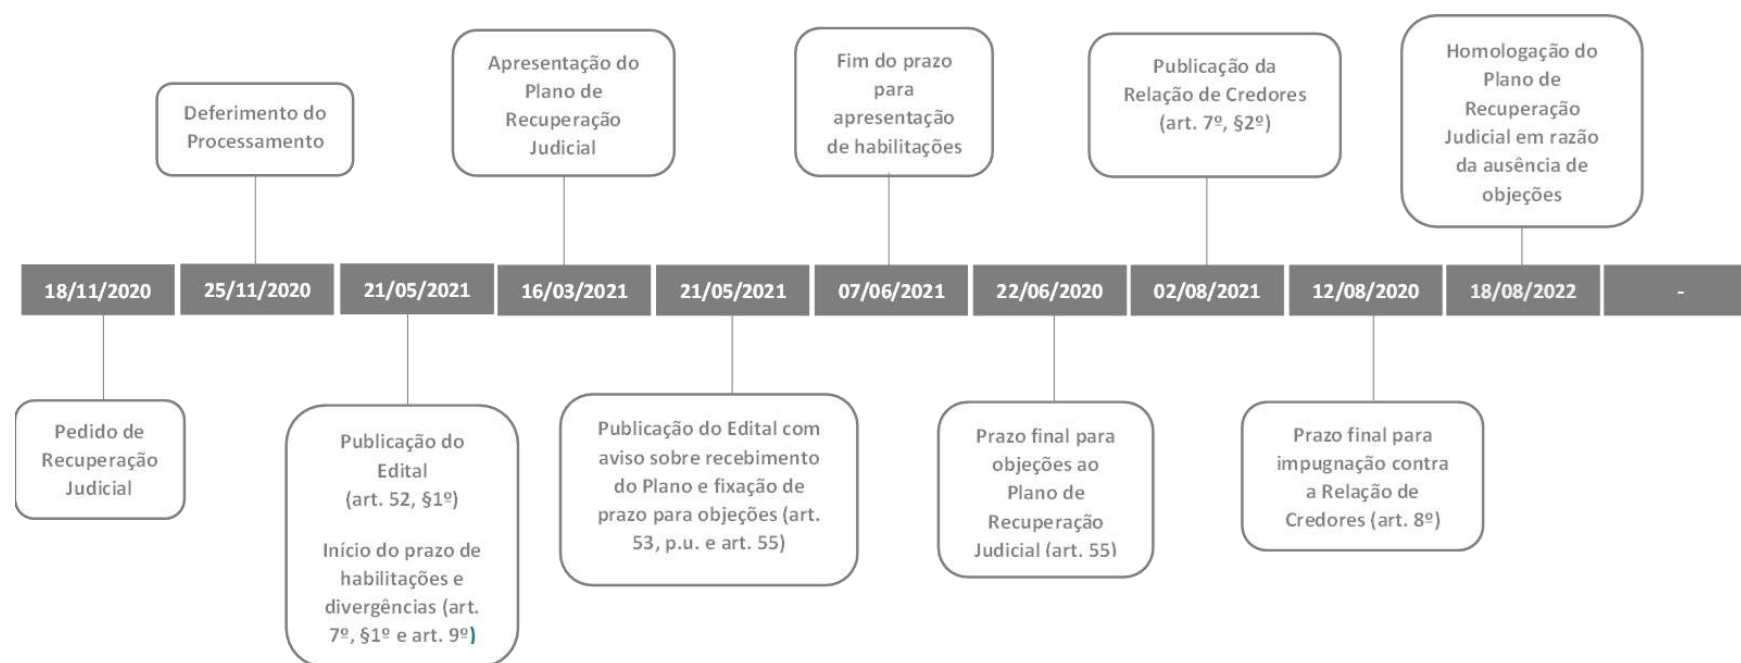 Deferimento do
Processamento
Apresentação do
Plano de
Recuperação
Judicial
Fim do prazo
para
apresentação
de habilitações
Publicação da
Relação de Credores
(art. 7º, §2º)
Homologação do
Plano de
Recuperação
Judicial em razão
da ausência de
objeções
18/11/2020
25/11/2020
21/05/2021
16/03/2021
21/05/2021
07/06/2021
22/06/2020
02/08/2021
12/08/2020
18/08/2022
-
Pedido de
Recuperação
Judicial
Publicação do
Edital
(art. 52, §1º)
Início do prazo de
habilitações e
divergências (art.
7º, §1º e art. 9º)
Publicação do Edital com
aviso sobre recebimento
do Plano e fixação de
prazo para objeções (art.
53, p.u. e art. 55)
Prazo final para
objeções ao
Plano de
Recuperação
Judicial (art. 55)
Prazo final para
impugnação contra
a Relação de
Credores (art. 8º)